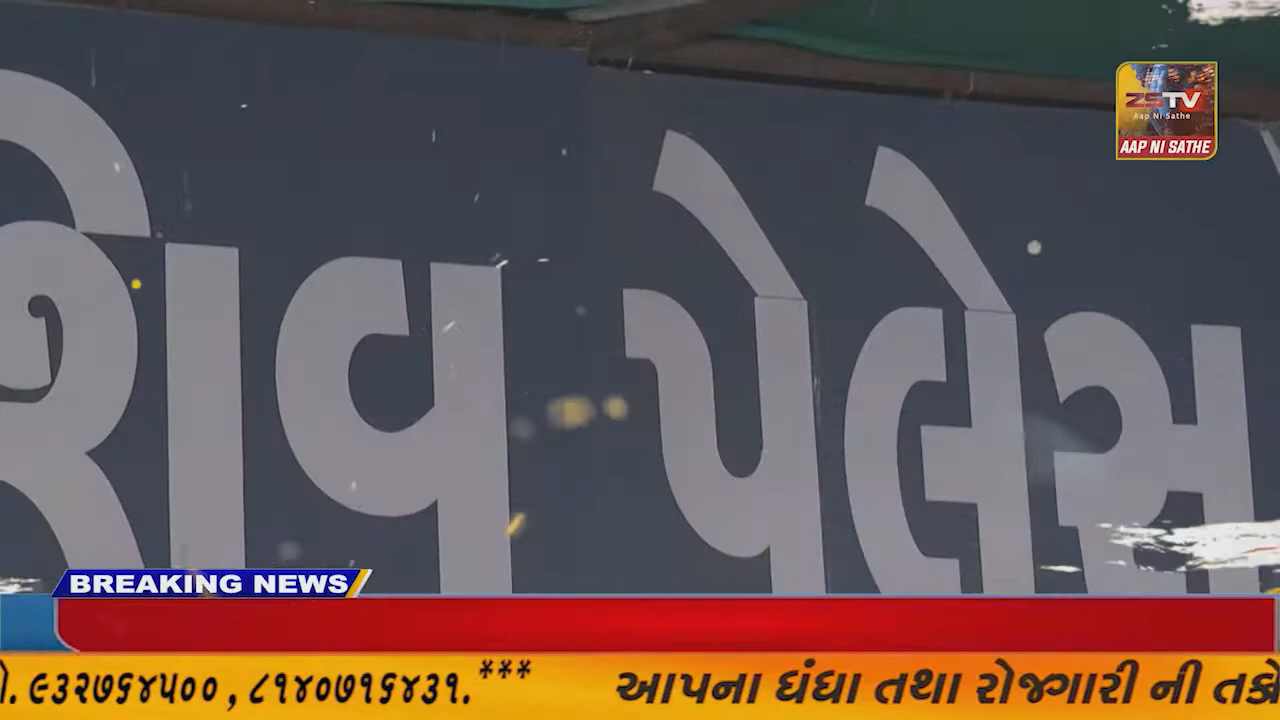 શિવ પેલેસ
ZSTV
Aap Ni Sathe
AAP NI SATHE
BREAKING NEWS
૯૩૨૭૬૪૫૦૦ , ૮૧૪૦૭૧૬૪૩૧.*** આપના ધંધા તથા રોજગારી ની